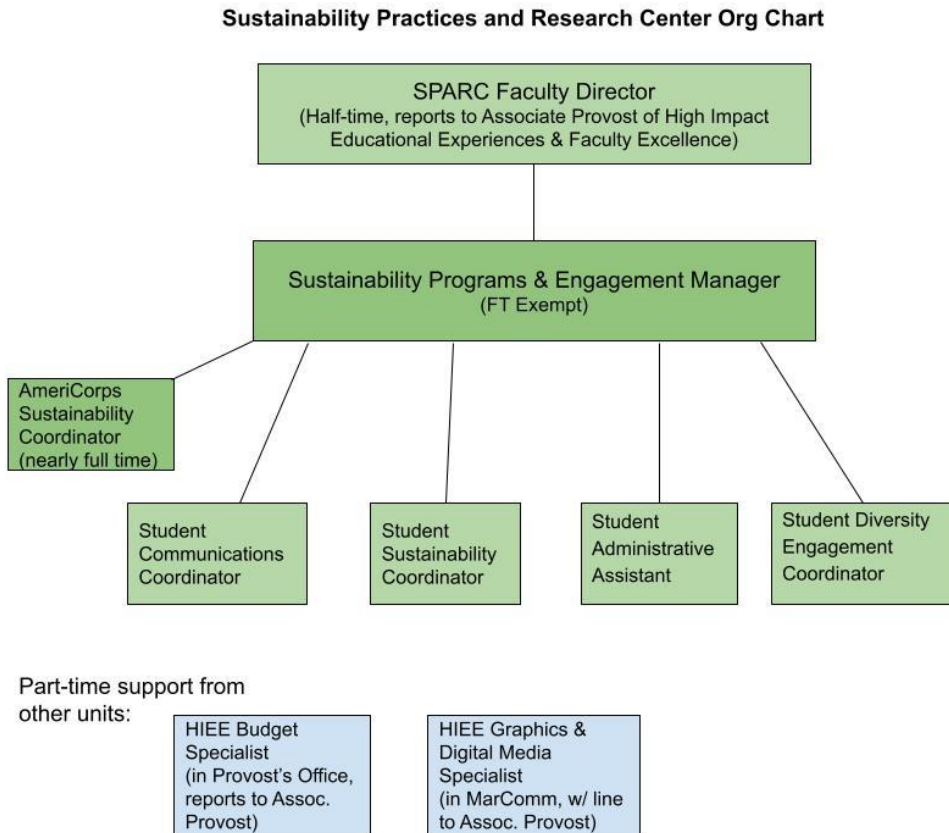 Sustainability Practices and Research Center Org Chart
SPARC Faculty Director
(Half-time, reports to Associate Provost of High Impact
Educational Experiences & Faculty Excellence)
Sustainability Programs & Engagement Manager
(FT Exempt)
AmeriCorps
Sustainability
Coordinator
(nearly full time)
Student
Communications
Coordinator
Student
Sustainability
Coordinator
Student
Administrative
Assistant
Student Diversity
Engagement
Coordinator
Part-time support from
other units:
HIEE Budget
Specialist
(in Provost's Office,
reports to Assoc.
Provost)
HIEE Graphics &
Digital Media
Specialist
(in MarComm, w/ line
to Assoc. Provost)